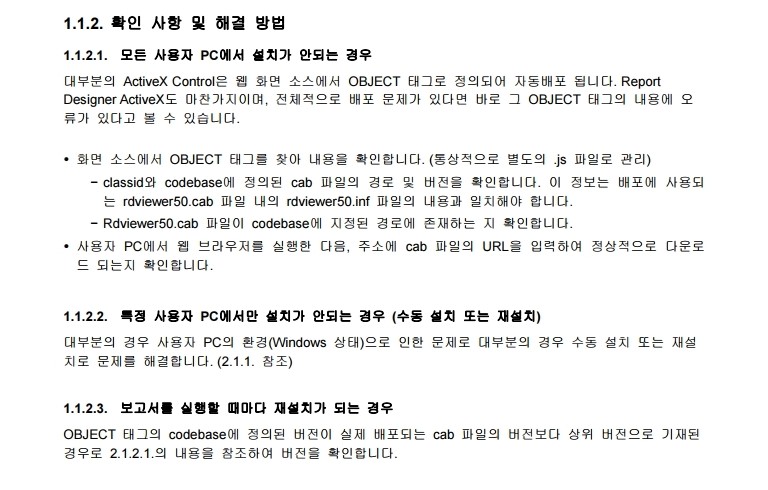 1.1.2. 확인 사항 및 해결 방법
1.1.2.1. 모든 사용자 PC에서 설치가 안되는 경우
대부분의 ActiveX Control은 웹 화면 소스에서 OBJECT 태그로 정의되어 자동배포 됩니다. Report
Designer ActiveX도 마찬가지이며, 전체적으로 배포 문제가 있다면 바로 그 OBJECT 태그의 내용에 오
류가 있다고 볼 수 있습니다.
• 화면 소스에서 OBJECT 태그를 찾아 내용을 확인합니다. (통상적으로 별도의 .js 파일로 관리)
− classid와 codebase에 정의된 cab 파일의 경로 및 버전을 확인합니다. 이 정보는 배포에 사용되
는 rdviewer50.cab 파일 내의 rdviewer50.inf 파일의 내용과 일치해야 합니다.
− Rdviewer50.cab 파일이 codebase에 지정된 경로에 존재하는 지 확인합니다.
• 사용자 PC에서 웹 브라우저를 실행한 다음, 주소에 cab 파일의 URL을 입력하여 정상적으로 다운로
드 되는지 확인합니다.
1.1.2.2. 특정 사용자 PC에서만 설치가 안되는 경우 (수동 설치 또는 재설치)
대부분의 경우 사용자 PC의 환경(Windows 상태)으로 인한 문제로 대부분의 경우 수동 설치 또는 재설
치로 문제를 해결합니다. (2.1.1. 참조)
1.1.2.3. 보고서를 실행할 때마다 재설치가 되는 경우
OBJECT 태그의 codebase에 정의된 버전이 실제 배포되는 cab 파일의 버전보다 상위 버전으로 기재된
경우로 2.1.2.1.의 내용을 참조하여 버전을 확인합니다.